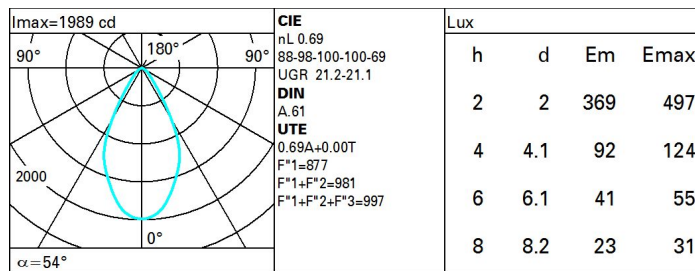 Imax=1989 cd
90° 180° 90°
2000
0°
α=54°
CIE
nL 0.69
88-98-100-100-69
UGR 21.2-21.1
DIN
A.61
UTE
0.69A+0.00T
F"1=877
F"1+F"2=981
F"1+F"2+F"3=997
Lux
h d Em Emax
2 2 369 497
4 4.1 92 124
6 6.1 41 55
8 8.2 23 31